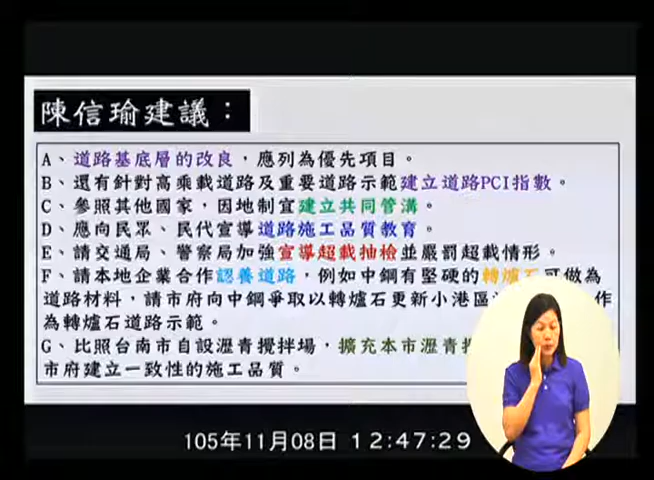 陳信瑜建議：
A、道路基底層的改良，應列為優先項目。
B、還有針對高乘載道路及重要道路示範建立道路PCI指數。
C、參照其他國家，因地制宜建立共同管溝。
D、應向民眾、民代宣導道路施工品質教育。
E、請交通局、警察局加強宣導超載抽檢並嚴罰超載情形。
F、請本地企業合作認養道路，例如中鋼有堅硬的轉爐石可做為
道路材料，請市府向中鋼爭取以轉爐石更新小港區 作
為轉爐石道路示範。
G、比照台南市自設瀝青攪拌場，擴充本市瀝青
市府建立一致性的施工品質。
105年11月08日 12:47:29